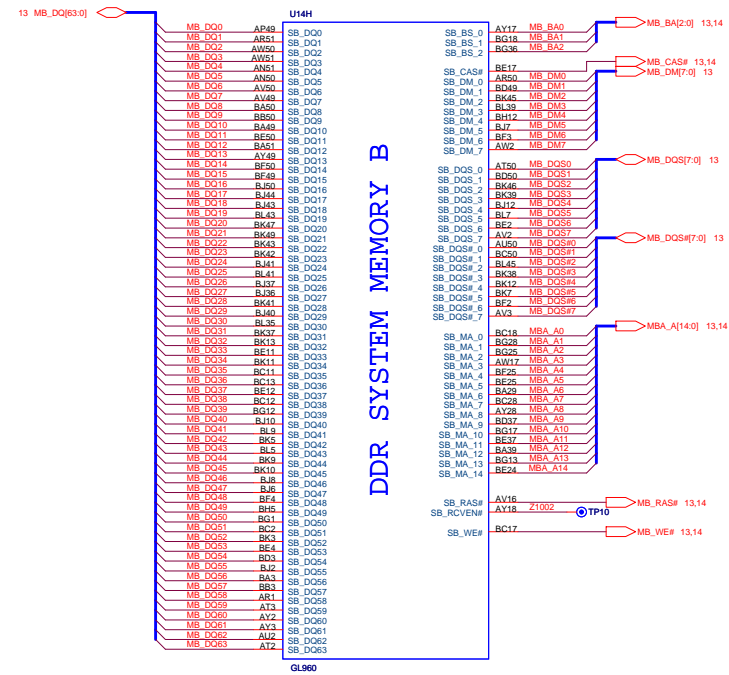 13 MB_DQ[63:0]
U14H
MB_DQ0 AP49 SB_DQ0
MB_DQ1 AR51 SB_DQ1
MB_DQ2 AW50 SB_DQ2
MB_DQ3 AW51 SB_DQ3
MB_DQ4 AN51 SB_DQ4
MB_DQ5 AN50 SB_DQ5
MB_DQ6 AV50 SB_DQ6
MB_DQ7 AV49 SB_DQ7
MB_DQ8 BA50 SB_DQ8
MB_DQ9 BB50 SB_DQ9
MB_DQ10 BA49 SB_DQ10
MB_DQ11 BE50 SB_DQ11
MB_DQ12 BA51 SB_DQ12
MB_DQ13 AY49 SB_DQ13
MB_DQ14 BF50 SB_DQ14
MB_DQ15 BF49 SB_DQ15
MB_DQ16 BJ50 SB_DQ16
MB_DQ17 BJ44 SB_DQ17
MB_DQ18 BJ43 SB_DQ18
MB_DQ19 BL43 SB_DQ19
MB_DQ20 BK47 SB_DQ20
MB_DQ21 BK49 SB_DQ21
MB_DQ22 BK43 SB_DQ22
MB_DQ23 BK42 SB_DQ23
MB_DQ24 BJ41 SB_DQ24
MB_DQ25 BL41 SB_DQ25
MB_DQ26 BJ37 SB_DQ26
MB_DQ27 BJ36 SB_DQ27
MB_DQ28 BK41 SB_DQ28
MB_DQ29 BJ40 SB_DQ29
MB_DQ30 BL35 SB_DQ30
MB_DQ31 BK37 SB_DQ31
MB_DQ32 BK13 SB_DQ32
MB_DQ33 BE11 SB_DQ33
MB_DQ34 BK11 SB_DQ34
MB_DQ35 BC11 SB_DQ35
MB_DQ36 BC13 SB_DQ36
MB_DQ37 BE12 SB_DQ37
MB_DQ38 BC12 SB_DQ38
MB_DQ39 BG12 SB_DQ39
MB_DQ40 BJ10 SB_DQ40
MB_DQ41 BL9 SB_DQ41
MB_DQ42 BK5 SB_DQ42
MB_DQ43 BL5 SB_DQ43
MB_DQ44 BK9 SB_DQ44
MB_DQ45 BK10 SB_DQ45
MB_DQ46 BJ8 SB_DQ46
MB_DQ47 BJ6 SB_DQ47
MB_DQ48 BF4 SB_DQ48
MB_DQ49 BH5 SB_DQ49
MB_DQ50 BG1 SB_DQ50
MB_DQ51 BC2 SB_DQ51
MB_DQ52 BK3 SB_DQ52
MB_DQ53 BE4 SB_DQ53
MB_DQ54 BD3 SB_DQ54
MB_DQ55 BJ2 SB_DQ55
MB_DQ56 BA3 SB_DQ56
MB_DQ57 BB3 SB_DQ57
MB_DQ58 AR1 SB_DQ58
MB_DQ59 AT3 SB_DQ59
MB_DQ60 AY2 SB_DQ60
MB_DQ61 AY3 SB_DQ61
MB_DQ62 AU2 SB_DQ62
MB_DQ63 AT2 SB_DQ63
DDR SYSTEM MEMORY B
SB_BS_0 AY17 MB_BA0
SB_BS_1 BG18 MB_BA1
SB_BS_2 BG36 MB_BA2
MB_BA[2:0] 13,14
SB_CAS# BE17
MB_CAS# 13,14
SB_DM_0 AR50 MB_DM0
SB_DM_1 BD49 MB_DM1
SB_DM_2 BK45 MB_DM2
SB_DM_3 BL39 MB_DM3
SB_DM_4 BH12 MB_DM4
SB_DM_5 BJ7 MB_DM5
SB_DM_6 BF3 MB_DM6
SB_DM_7 AW2 MB_DM7
MB_DM[7:0] 13
SB_DQS_0 AT50 MB_DQS0
SB_DQS_1 BD50 MB_DQS1
SB_DQS_2 BK46 MB_DQS2
SB_DQS_3 BK39 MB_DQS3
SB_DQS_4 BJ12 MB_DQS4
SB_DQS_5 BL7 MB_DQS5
SB_DQS_6 BE2 MB_DQS6
SB_DQS_7 AV2 MB_DQS7
MB_DQS[7:0] 13
SB_DQS#_0 AU50 MB_DQS#0
SB_DQS#_1 BC50 MB_DQS#1
SB_DQS#_2 BL45 MB_DQS#2
SB_DQS#_3 BK38 MB_DQS#3
SB_DQS#_4 BK12 MB_DQS#4
SB_DQS#_5 BK7 MB_DQS#5
SB_DQS#_6 BF2 MB_DQS#6
SB_DQS#_7 AV3 MB_DQS#7
MB_DQS#[7:0] 13
SB_MA_0 BC18 MBA_A0
SB_MA_1 BG28 MBA_A1
SB_MA_2 BG25 MBA_A2
SB_MA_3 AW17 MBA_A3
SB_MA_4 BF25 MBA_A4
SB_MA_5 BE25 MBA_A5
SB_MA_6 BA29 MBA_A6
SB_MA_7 BC28 MBA_A7
SB_MA_8 AY28 MBA_A8
SB_MA_9 BD37 MBA_A9
SB_MA_10 BG17 MBA_A10
SB_MA_11 BE37 MBA_A11
SB_MA_12 BA39 MBA_A12
SB_MA_13 BG13 MBA_A13
SB_MA_14 BE24 MBA_A14
MBA_A[14:0] 13,14
SB_RAS# AV16 MB_RAS# 13,14
SB_RCVEN# AY18 Z1002 TP10
SB_WE# BC17 MB_WE# 13,14
GL960